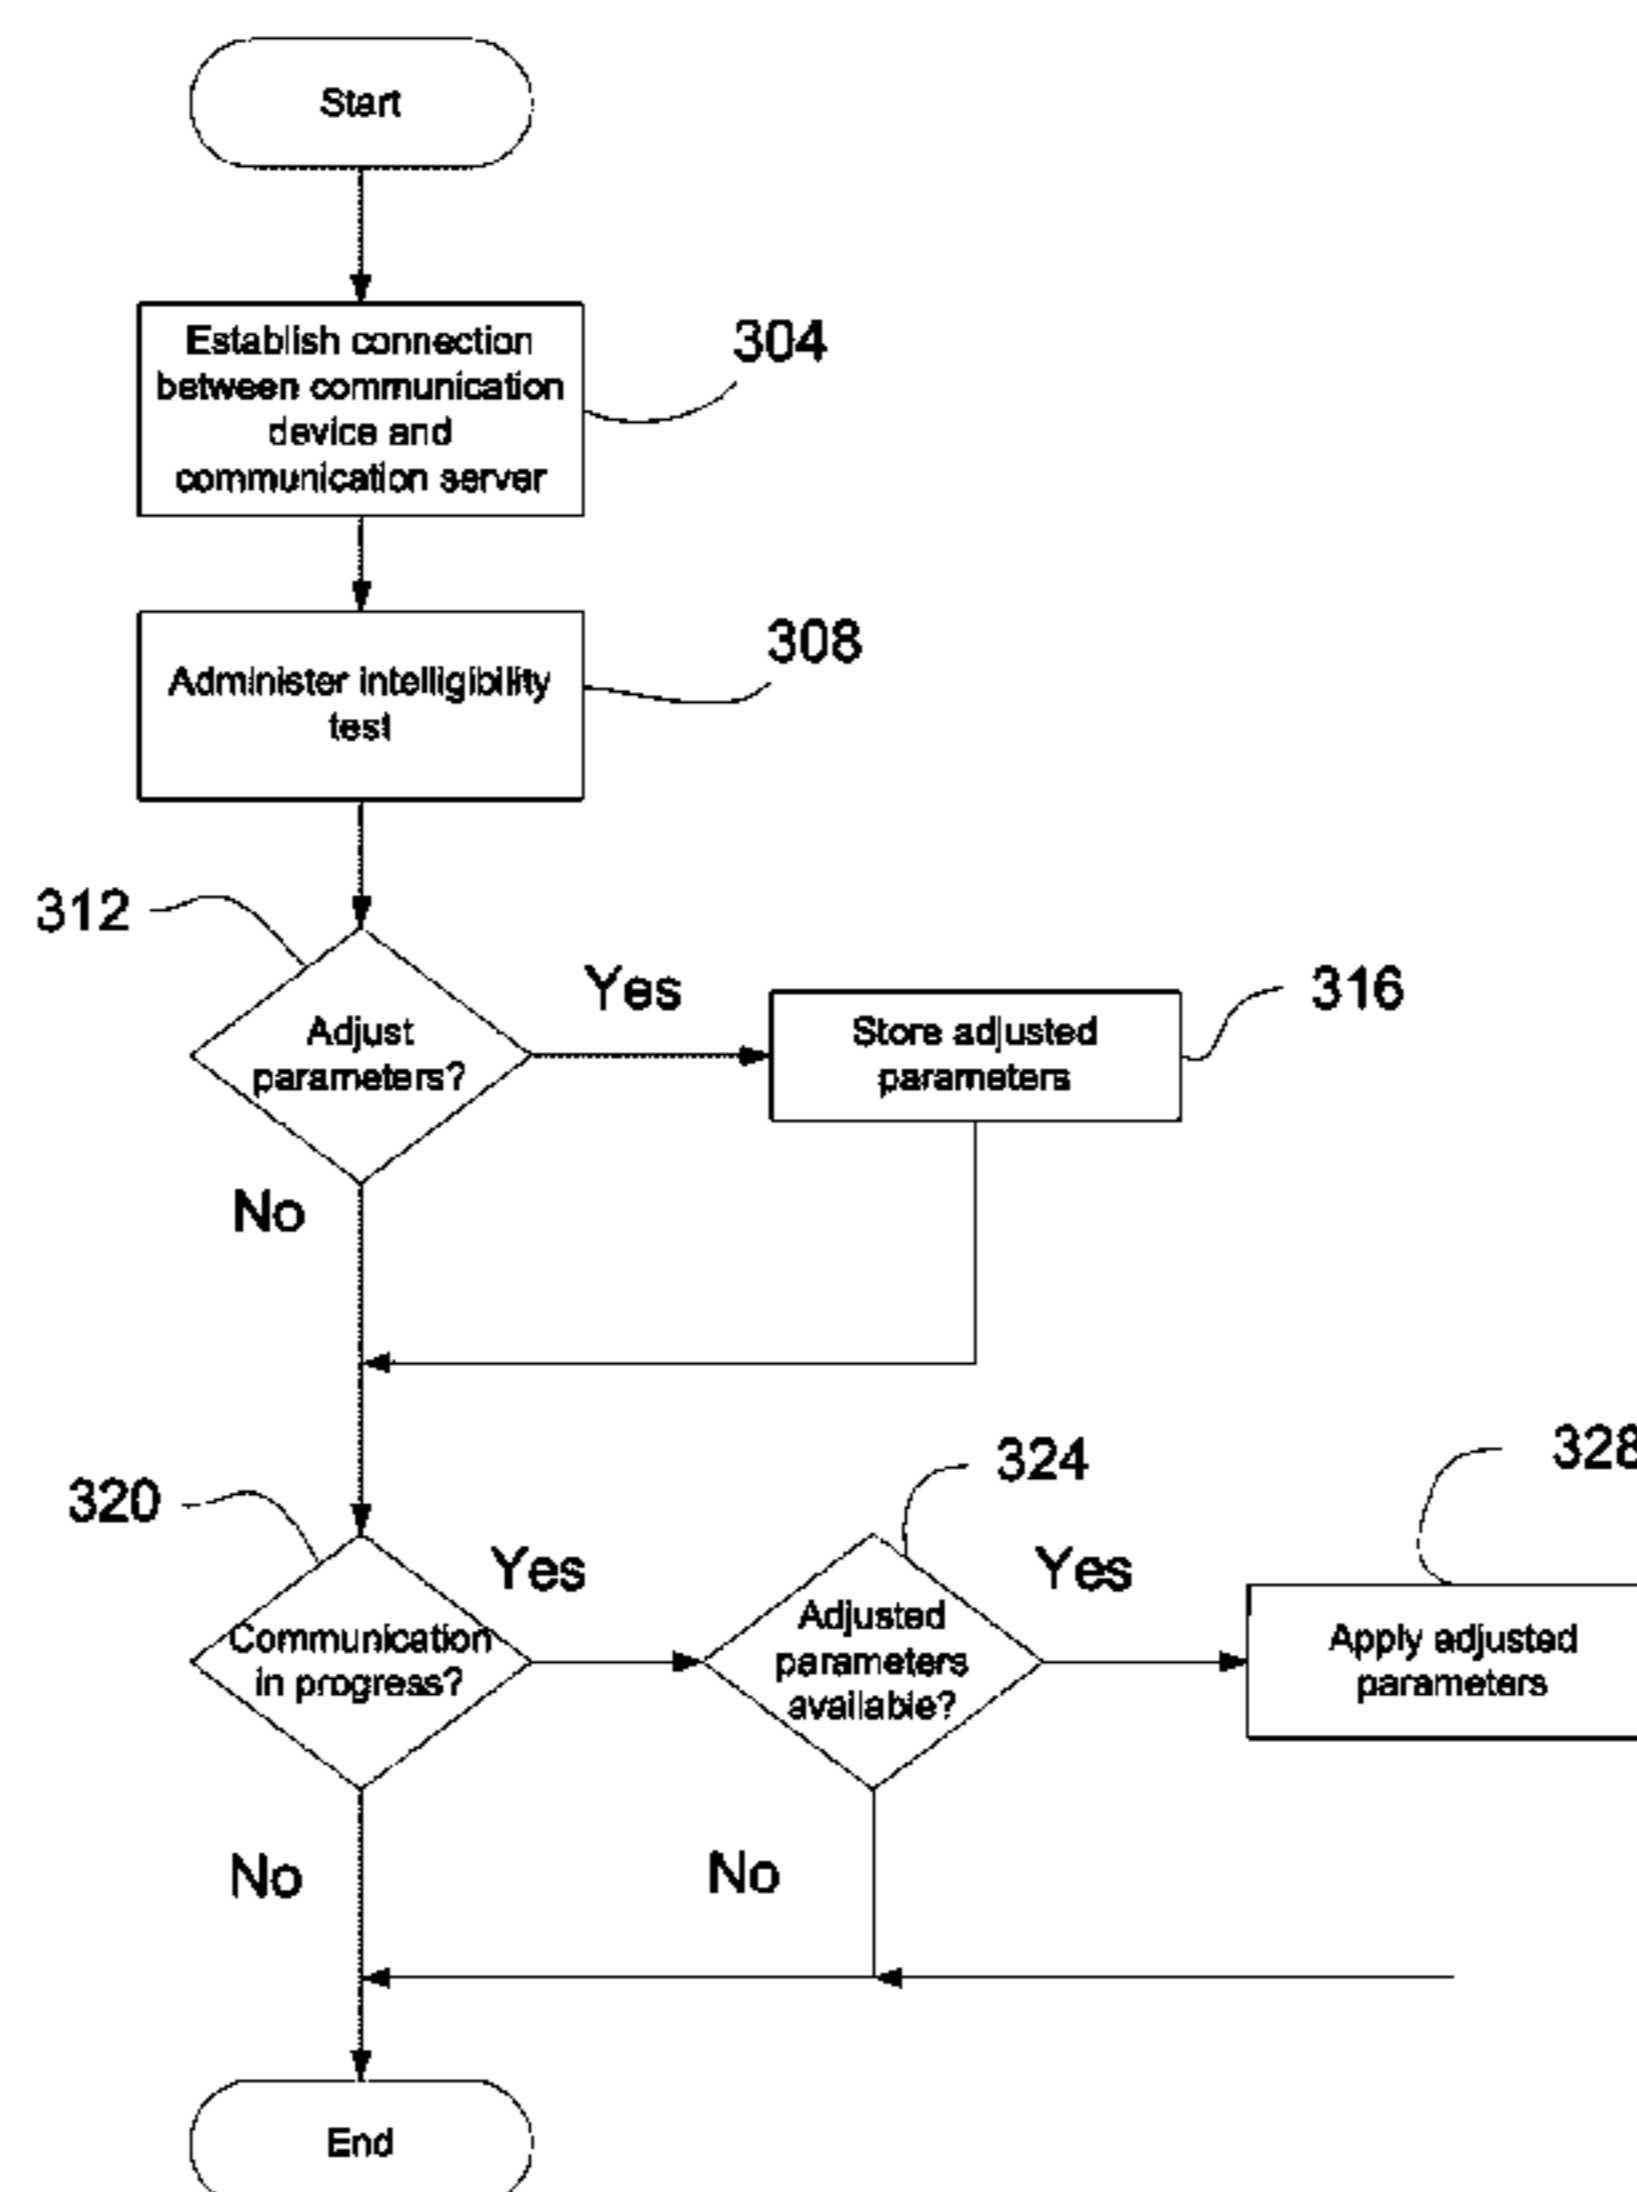 Start
Establish connection
between communication
device and
communication server
304
Administer intelligibility
test
308
312
Adjust
parameters?
Yes
Store adjusted
parameters
316
No
320
Communication
in progress?
Yes
324
Adjusted
parameters
available?
Yes
328
Apply adjusted
parameters
No
No
End